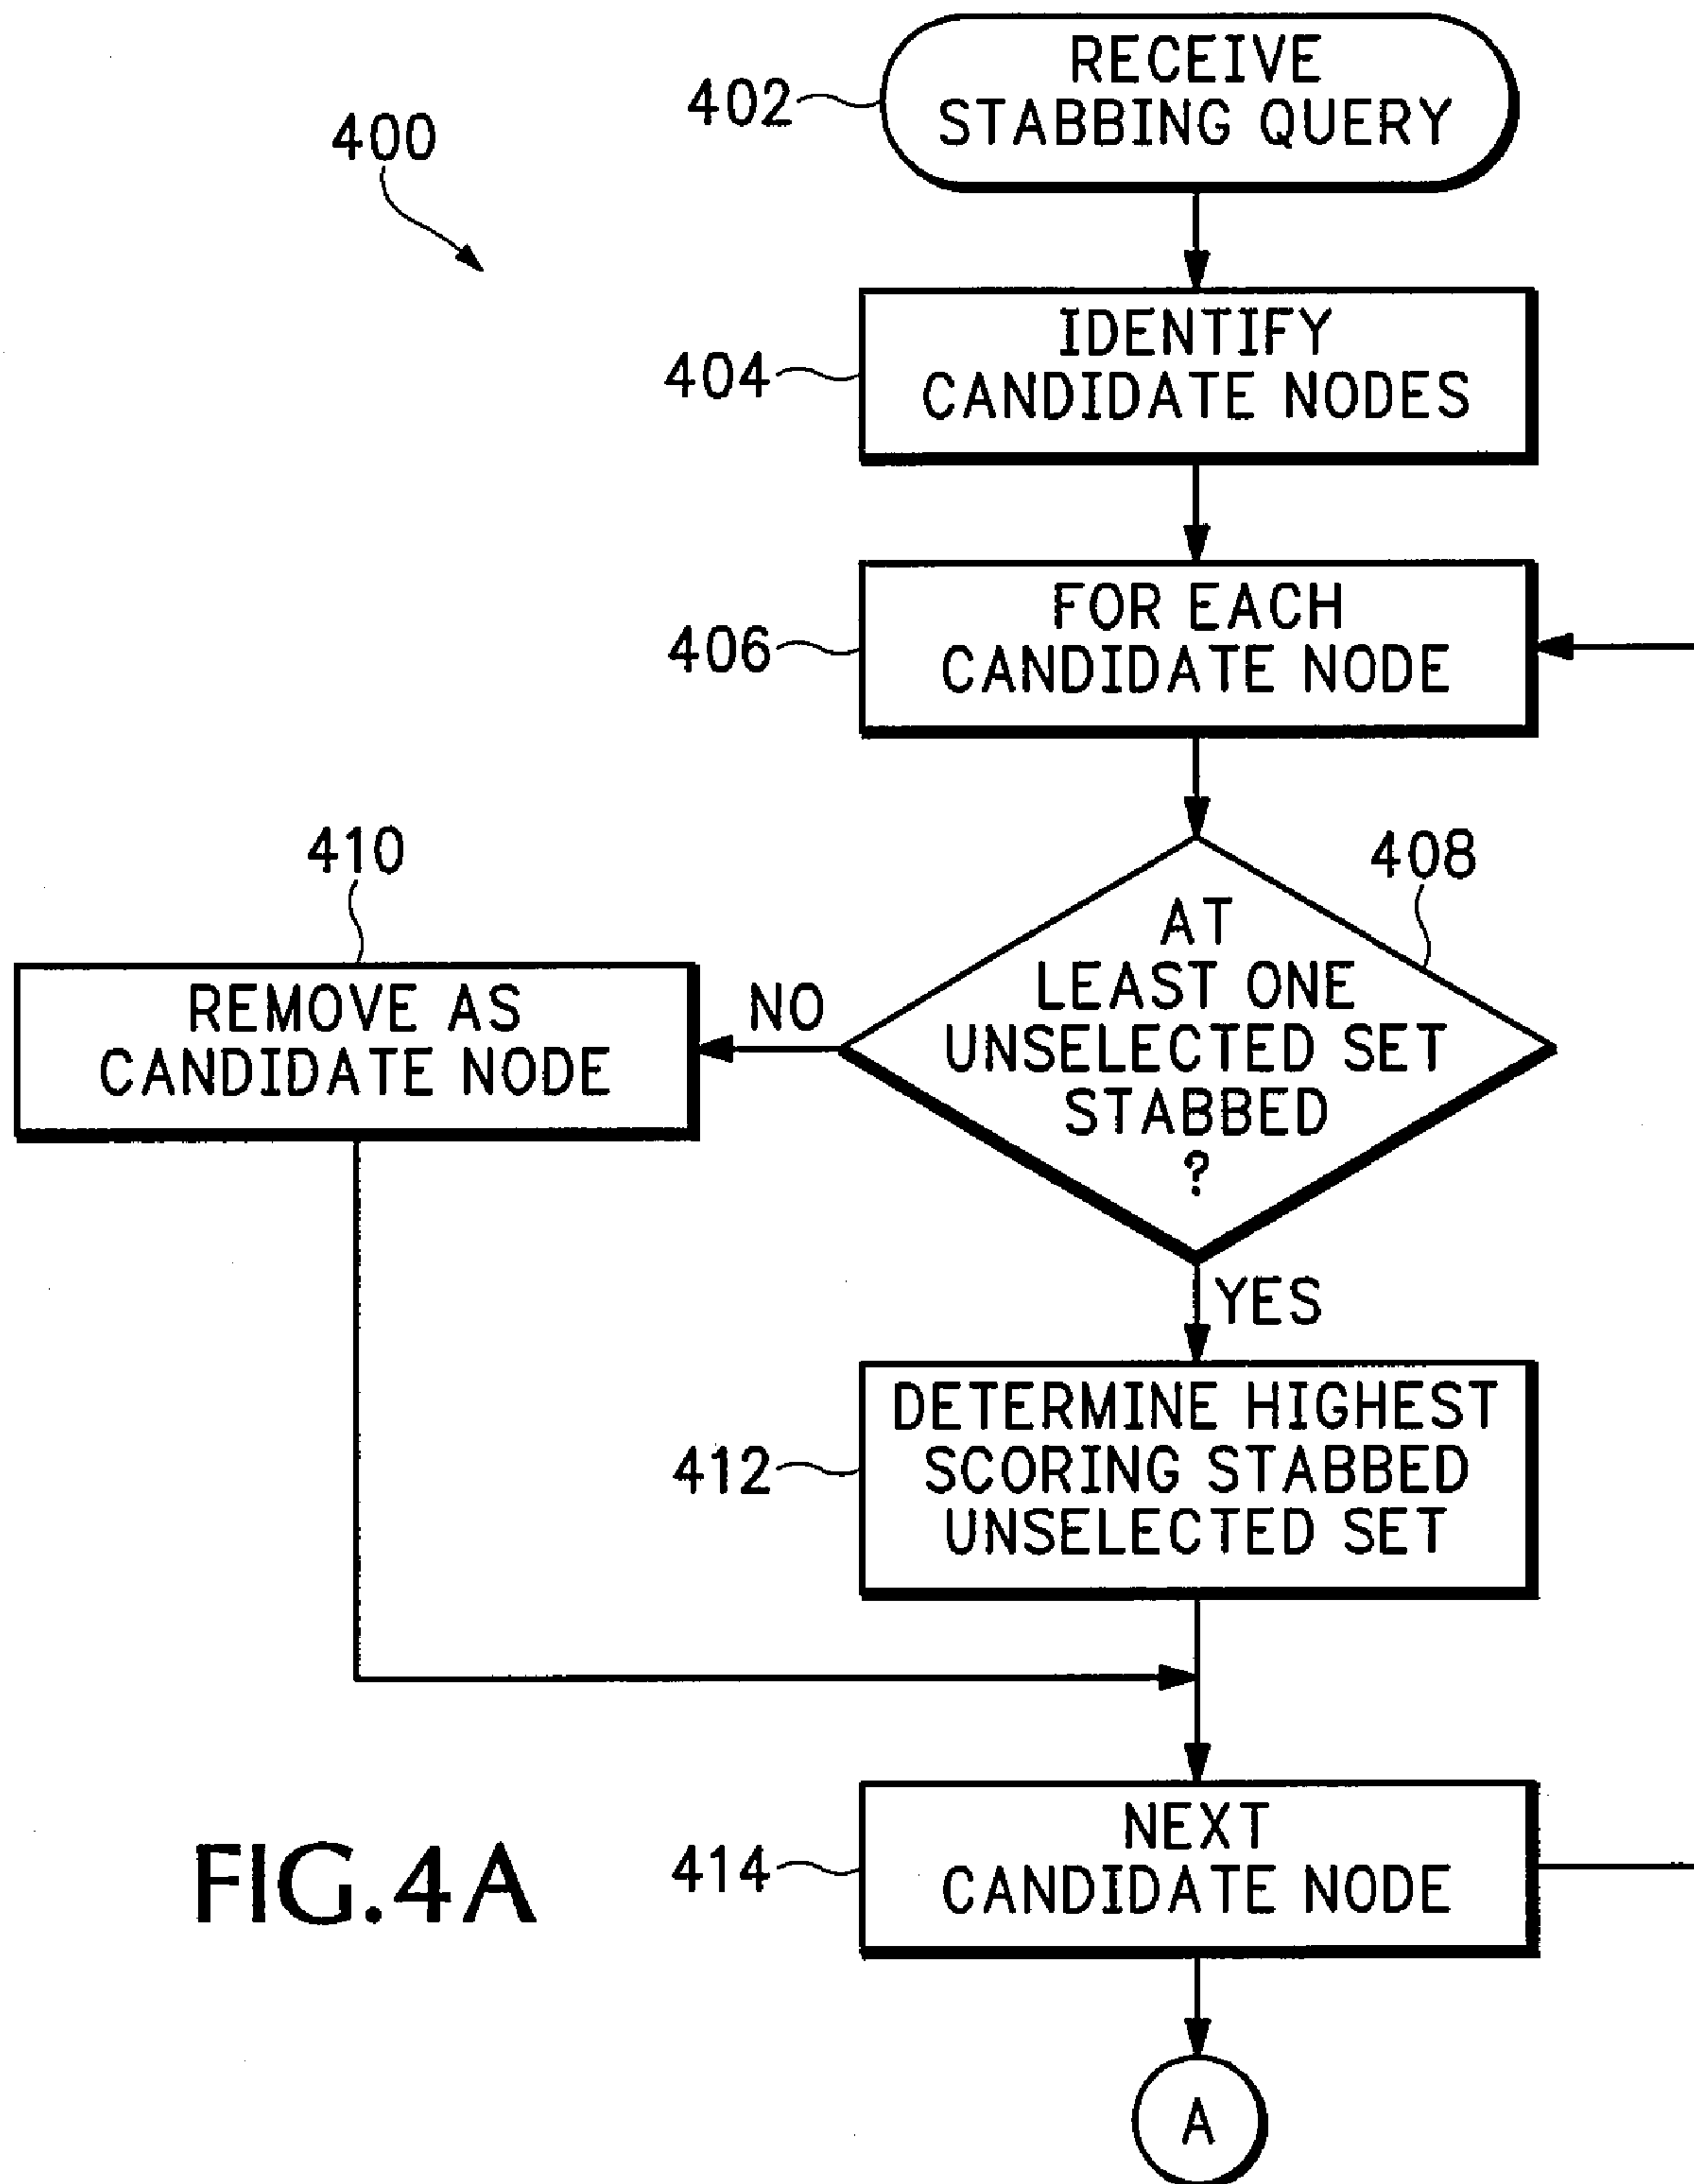 400
402
RECEIVE
STABBING QUERY
404
IDENTIFY
CANDIDATE NODES
406
FOR EACH
CANDIDATE NODE
408
AT
LEAST ONE
UNSELECTED SET
STABBED
?
NO
410
REMOVE AS
CANDIDATE NODE
YES
412
DETERMINE HIGHEST
SCORING STABBED
UNSELECTED SET
414
NEXT
CANDIDATE NODE
A
FIG.4A